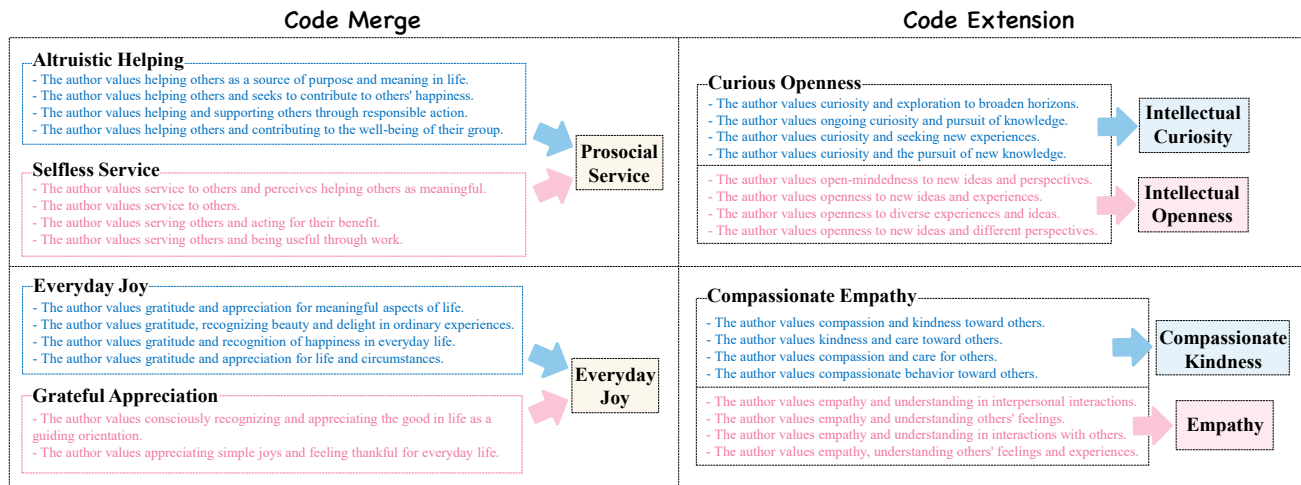 Code Merge
Altruistic Helping
- The author values helping others as a source of purpose and meaning in life.
- The author values helping others and seeks to contribute to others' happiness.
- The author values helping and supporting others through responsible action.
- The author values helping others and contributing to the well-being of their group.
Selfless Service
- The author values service to others and perceives helping others as meaningful.
- The author values service to others.
- The author values serving others and acting for their benefit.
- The author values serving others and being useful through work.
Prosocial
Service
Everyday Joy
- The author values gratitude and appreciation for meaningful aspects of life.
- The author values gratitude, recognizing beauty and delight in ordinary experiences.
- The author values gratitude and recognition of happiness in everyday life.
- The author values gratitude and appreciation for life and circumstances.
Grateful Appreciation
- The author values consciously recognizing and appreciating the good in life as a
guiding orientation.
- The author values appreciating simple joys and feeling thankful for everyday life.
Everyday
Joy
Code Extension
Curious Openness
- The author values curiosity and exploration to broaden horizons.
- The author values ongoing curiosity and pursuit of knowledge.
- The author values curiosity and seeking new experiences.
- The author values curiosity and the pursuit of new knowledge.
Intellectual
Curiosity
- The author values open-mindedness to new ideas and perspectives.
- The author values openness to new ideas and experiences.
- The author values openness to diverse experiences and ideas.
- The author values openness to new ideas and different perspectives.
Intellectual
Openness
Compassionate Empathy
- The author values compassion and kindness toward others.
- The author values kindness and care toward others.
- The author values compassion and care for others.
- The author values compassionate behavior toward others.
Compassionate
Kindness
- The author values empathy and understanding in interpersonal interactions.
- The author values empathy and understanding others' feelings.
- The author values empathy and understanding in interactions with others.
- The author values empathy, understanding others' feelings and experiences.
Empathy